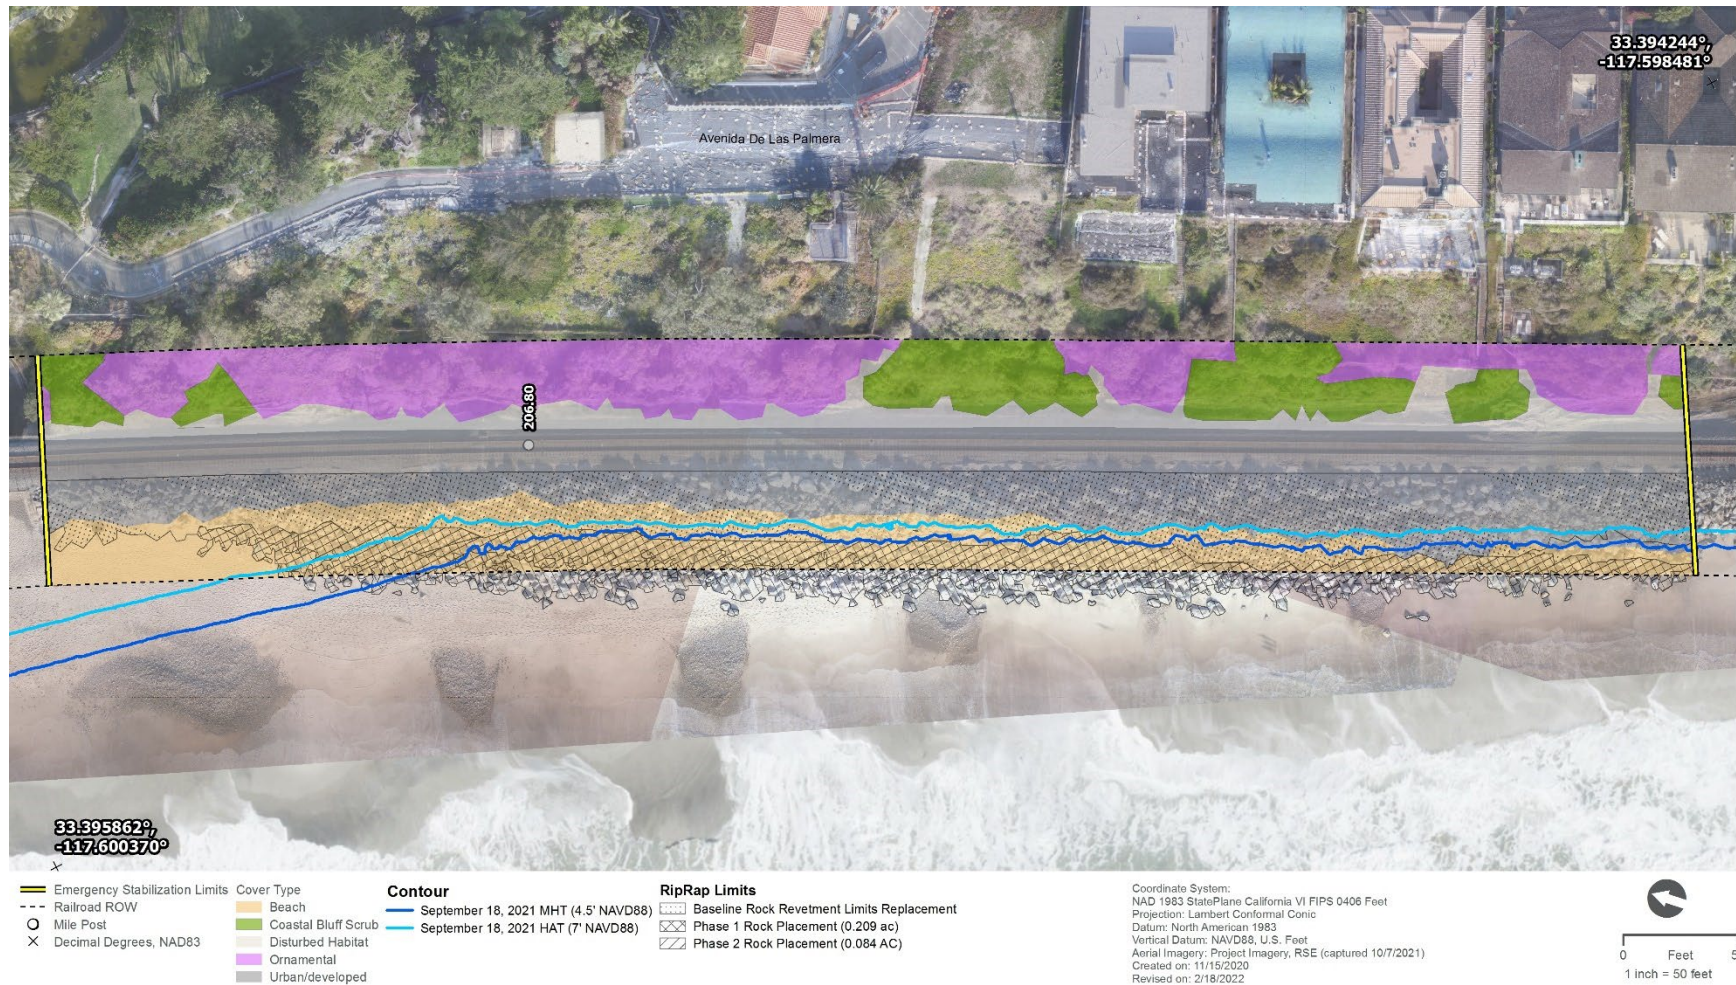 33.394244°,
-117.598481°
Avenida De Las Palmera
206.80
33.395862°,
-117.600370°
Emergency Stabilization Limits
Railroad ROW
Mile Post
Decimal Degrees, NAD83
Cover Type
Beach
Coastal Bluff Scrub
Disturbed Habitat
Ornamental
Urban/developed
Contour
September 18, 2021 MHT (4.5' NAVD88)
September 18, 2021 HAT (7' NAVD88)
RipRap Limits
Baseline Rock Revetment Limits Replacement
Phase 1 Rock Placement (0.209 ac)
Phase 2 Rock Placement (0.084 AC)
Coordinate System:
NAD 1983 StatePlane California VI FIPS 0406 Feet
Projection: Lambert Conformal Conic
Datum: North American 1983
Vertical Datum: NAVD88, U.S. Feet
Aerial Imagery: Project Imagery, RSE (captured 10/7/2021)
Created on: 11/15/2020
Revised on: 2/18/2022
0 Feet
1 inch = 50 feet